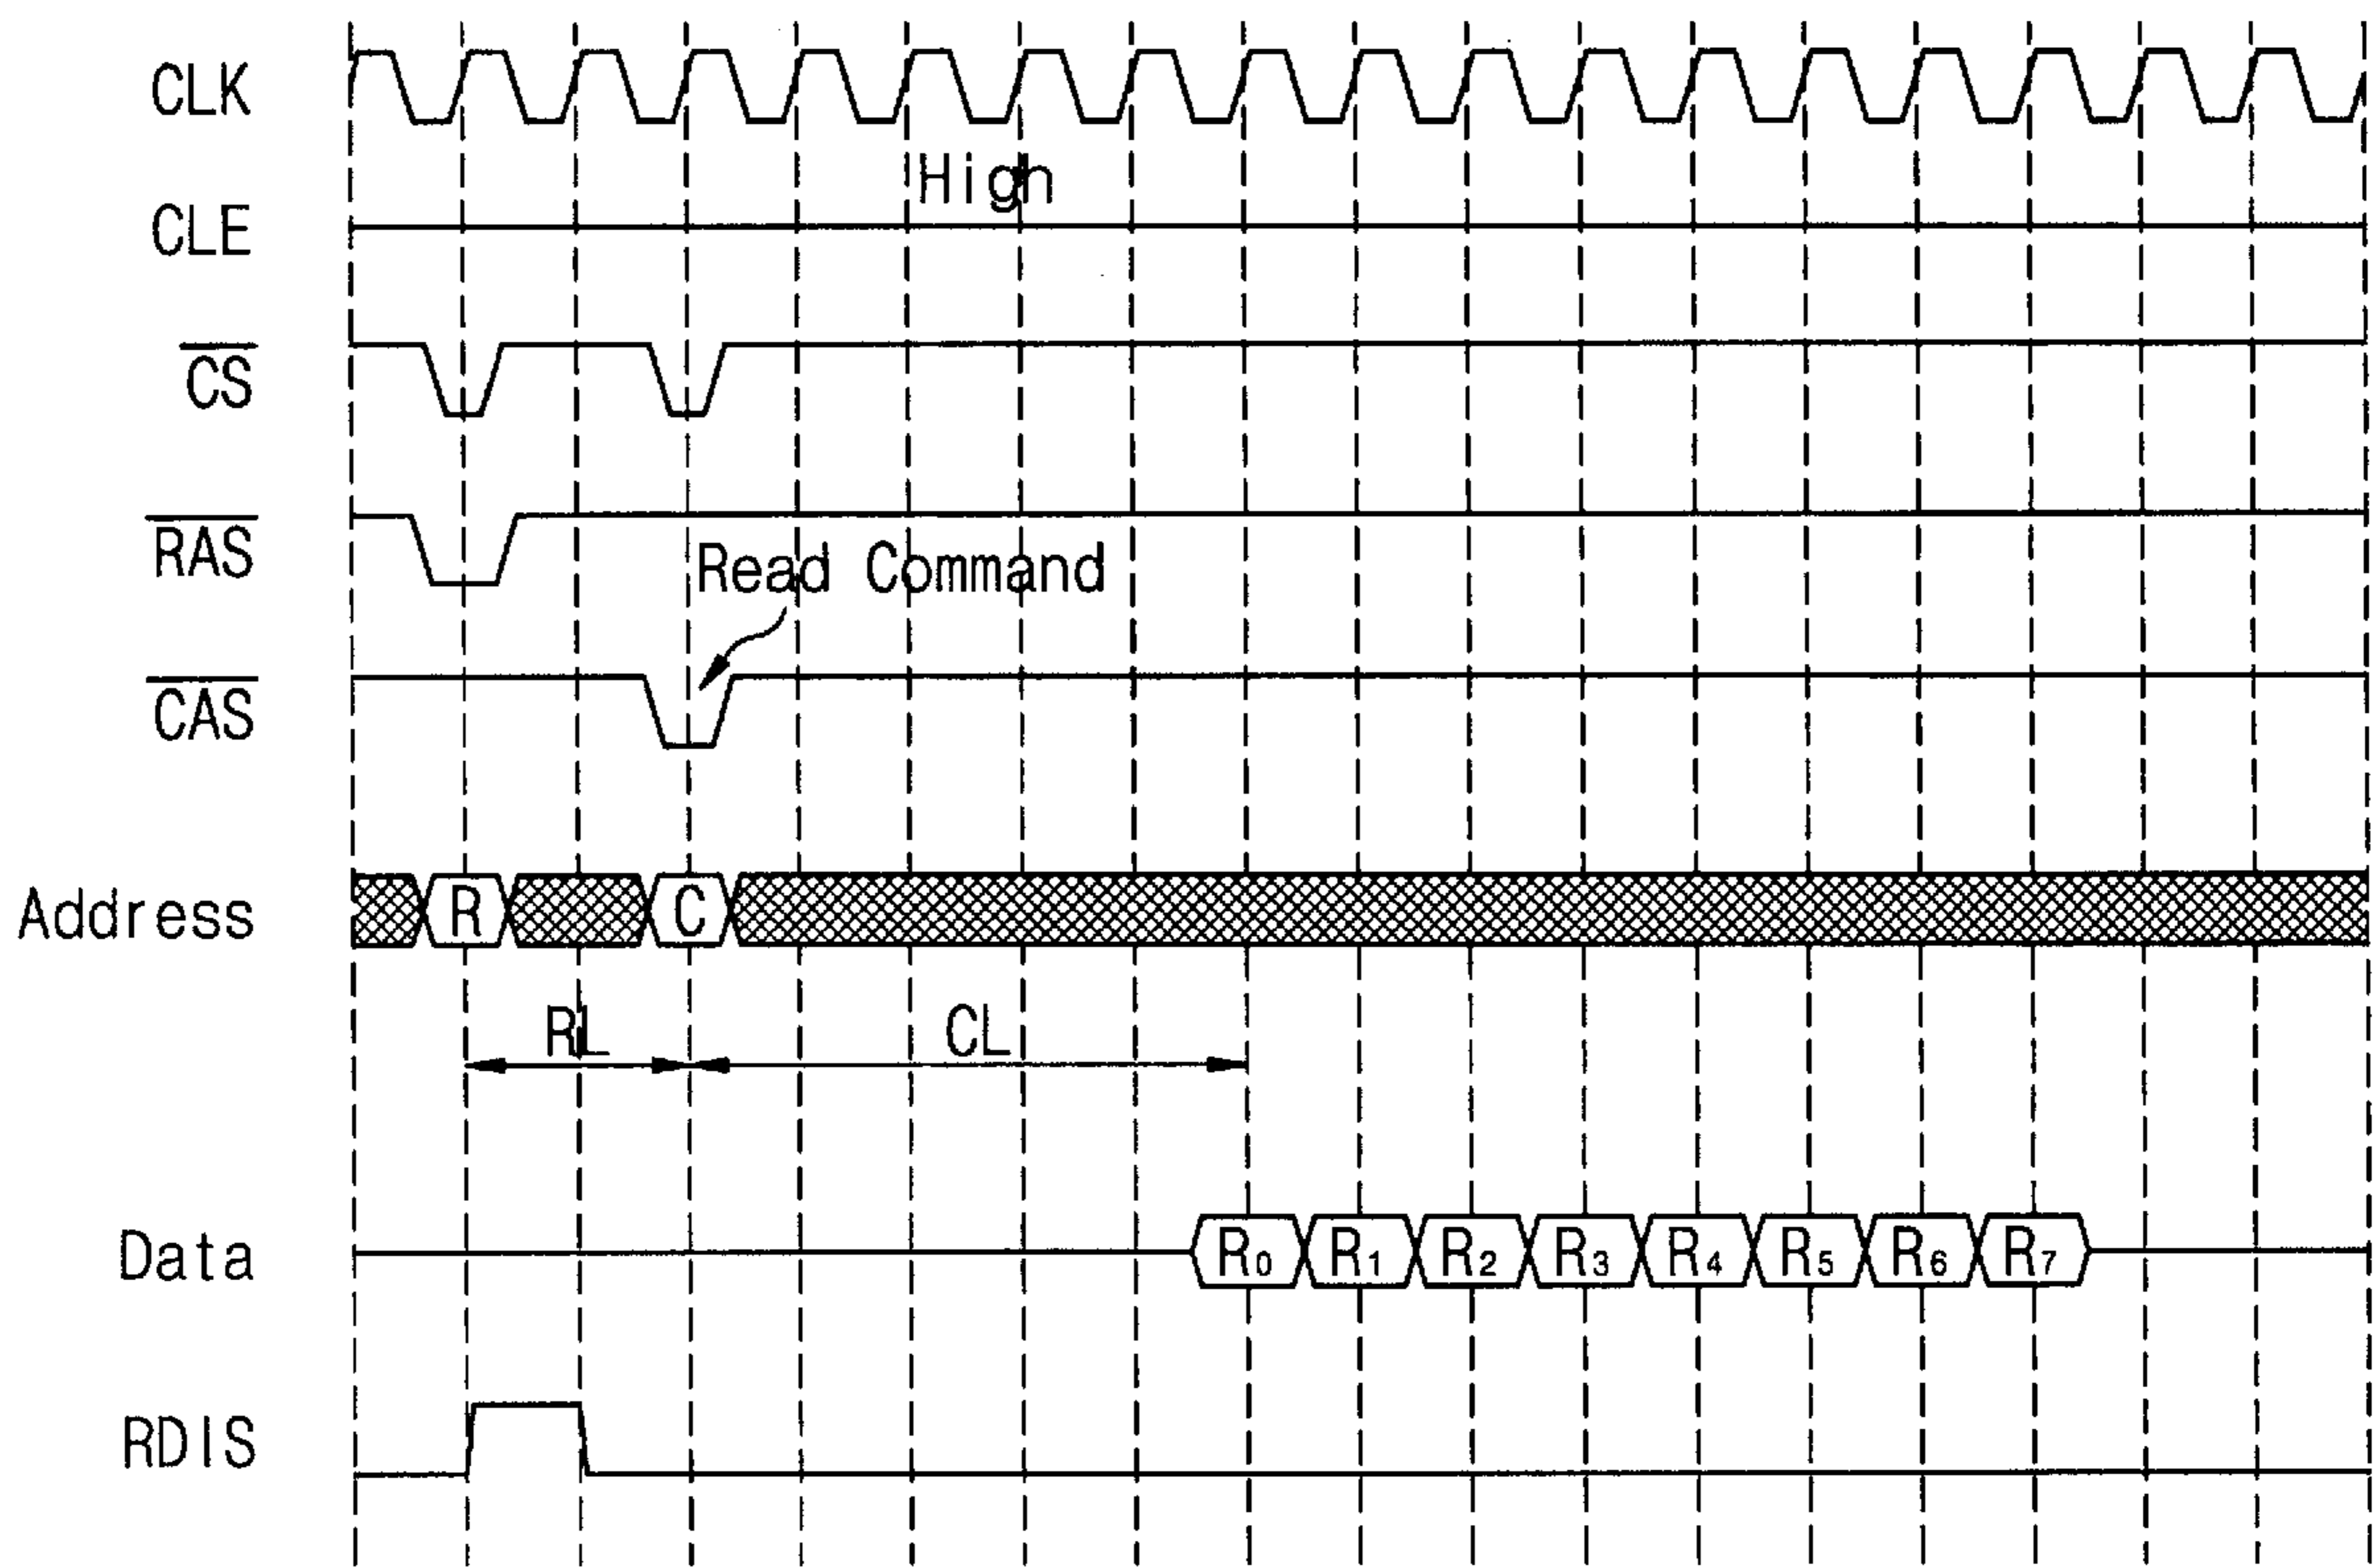 CLK
High
CLE
CS
RAS
Read Command
CAS
Address R C
RL CL
Data R0 R1 R2 R3 R4 R5 R6 R7
RDIS